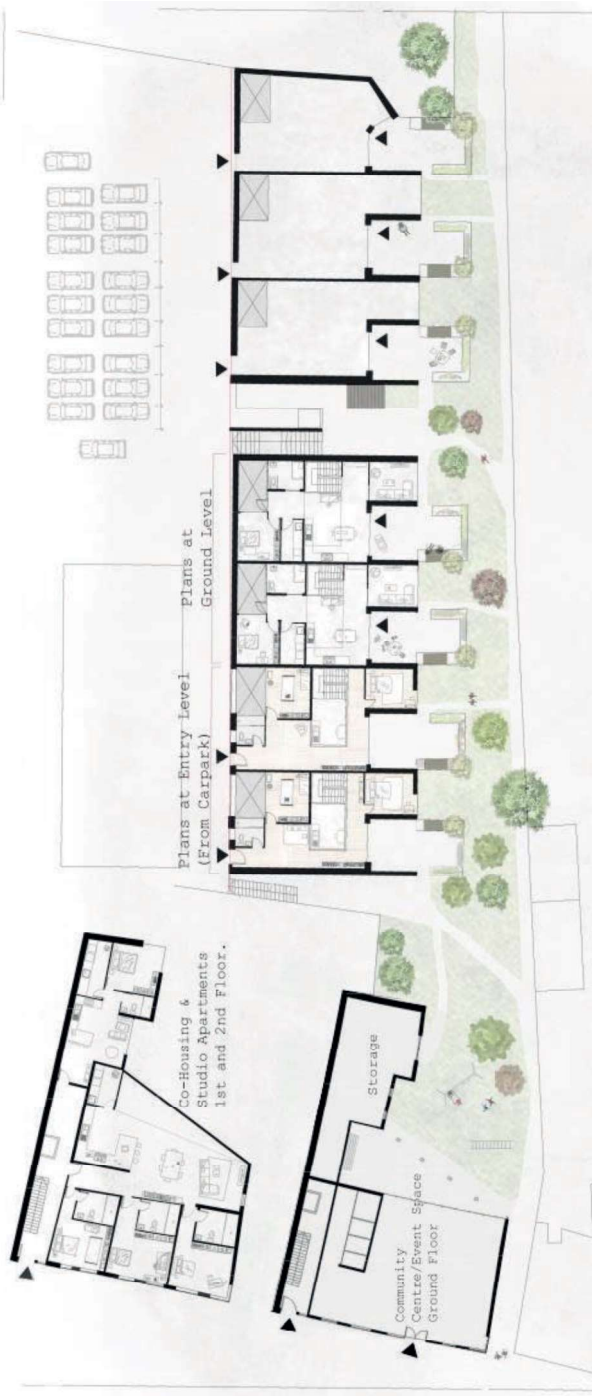 Plans at Entry Level
(From Carpark)
Plans at
Ground Level
Co-Housing &
Studio Apartments
1st and 2nd Floor.
Storage
Community
Centre/Event Space
Ground Floor